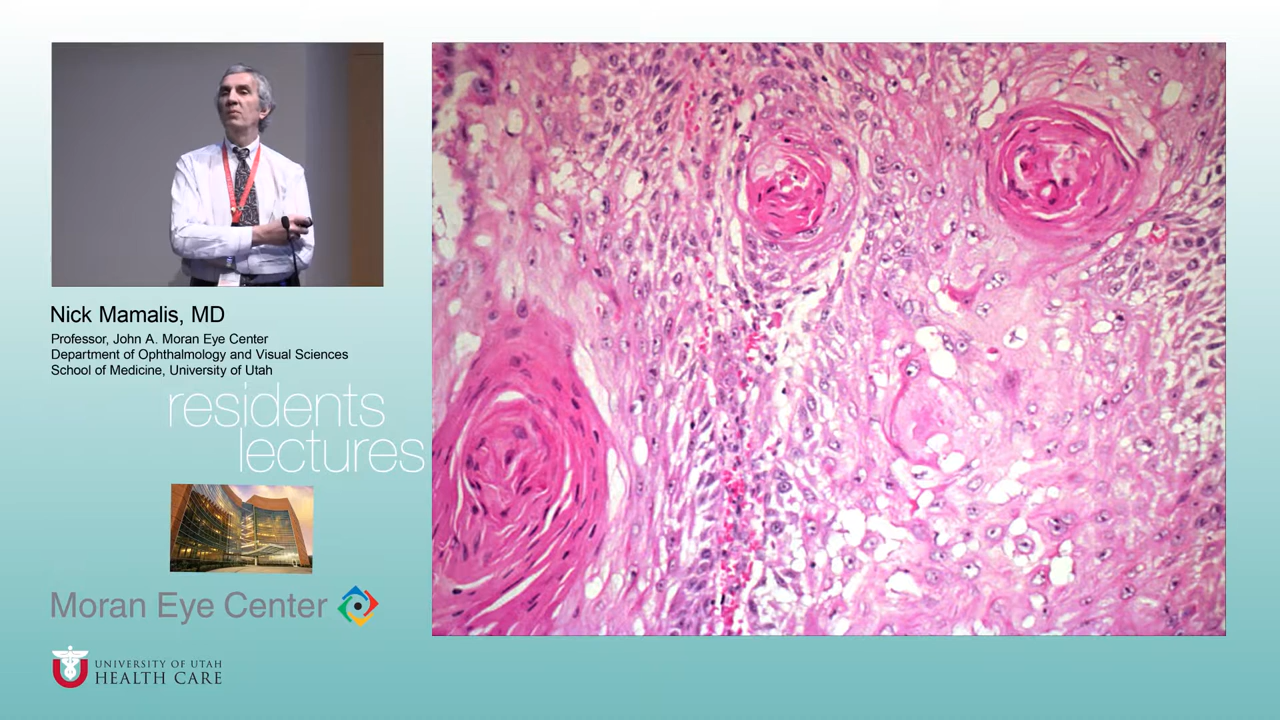 Nick Mamalis, MD
Professor, John A. Moran Eye Center
Department of Ophthalmology and Visual Sciences
School of Medicine, University of Utah
residents
lectures
Moran Eye Center
UNIVERSITY OF UTAH
HEALTH CARE